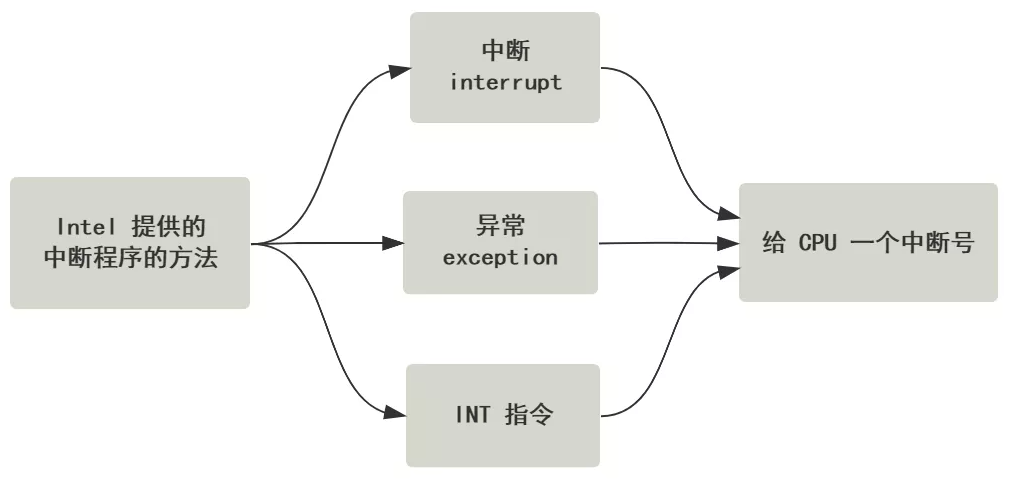 Intel 提供的
中断程序的方法
中断
interrupt
异常
exception
INT 指令
给 CPU 一个中断号